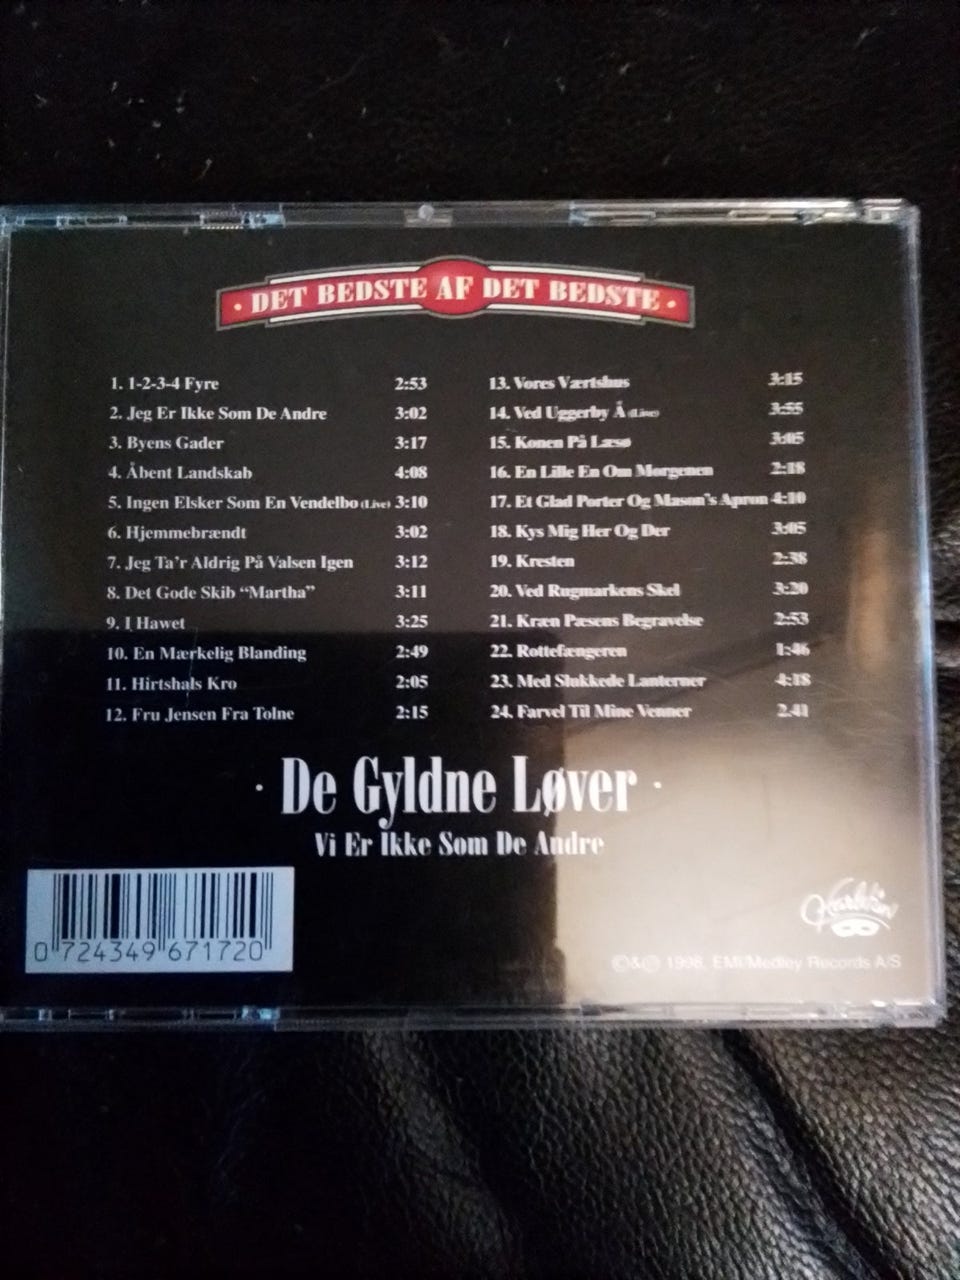 · DET BEDSTE AF DET BEDSTE ·
1. 1-2-3-4 Fyre 2:53
2. Jeg Er Ikke Som De Andre 3:02
3. Byens Gader 3:17
4. Åbent Landskab 4:08
5. Ingen Elsker Som En Vendelbo (Live) 3:10
6. Hjemmebrændt 3:02
7. Jeg Ta'r Aldrig På Valsen Igen 3:12
8. Det Gode Skib "Martha" 3:11
9. I Hawet 3:25
10. En Mærkelig Blanding 2:49
11. Hirtshals Kro 2:05
12. Fru Jensen Fra Tolne 2:15
13. Vores Værtshus 3:15
14. Ved Uggerby Å (Live) 3:55
15. Konen På Læsø 3:05
16. En Lille En Om Morgenen 2:18
17. Et Glad Porter Og Mason's Apron 4:10
18. Kys Mig Her Og Der 3:05
19. Kresten 2:38
20. Ved Rugmarkens Skel 3:20
21. Kræn Pæsens Begravelse 2:53
22. Rottefængeren 1:46
23. Med Slukkede Lanterner 4:18
24. Farvel Til Mine Venner 2.41
· De Gyldne Løver ·
Vi Er Ikke Som De Andre
0 724349 671720
Harlekin
©&℗ 1998. EMI/Medley Records A/S